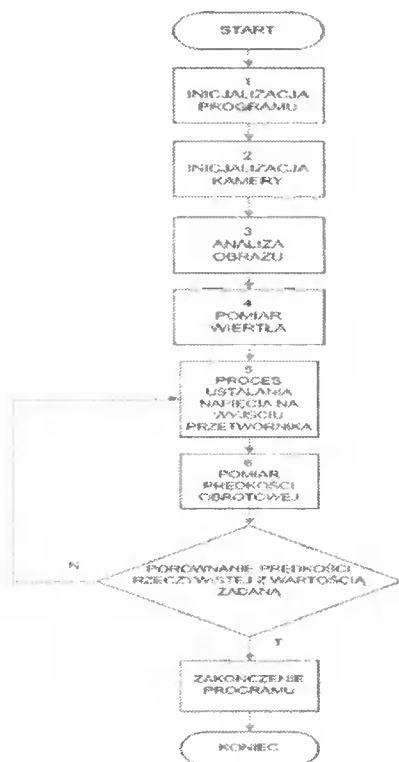 START
1
INICJALIZACJA
PROGRAMU
2
INICJALIZACJA
KAMERY
3
ANALIZA
OBRAZU
4
POMIAR
WIERTŁA
5
PROCES
USTALANIA
NAPIĘCIA NA
WYJŚCIU
PRZETWORNIKA
6
POMIAR
PRĘDKOŚCI
OBROTOWEJ
N
PORÓWNANIE PRĘDKOŚCI
RZECZYWISTEJ Z WARTOŚCIĄ
ZADANĄ
T
ZAKOŃCZENIE
PROGRAMU
KONIEC